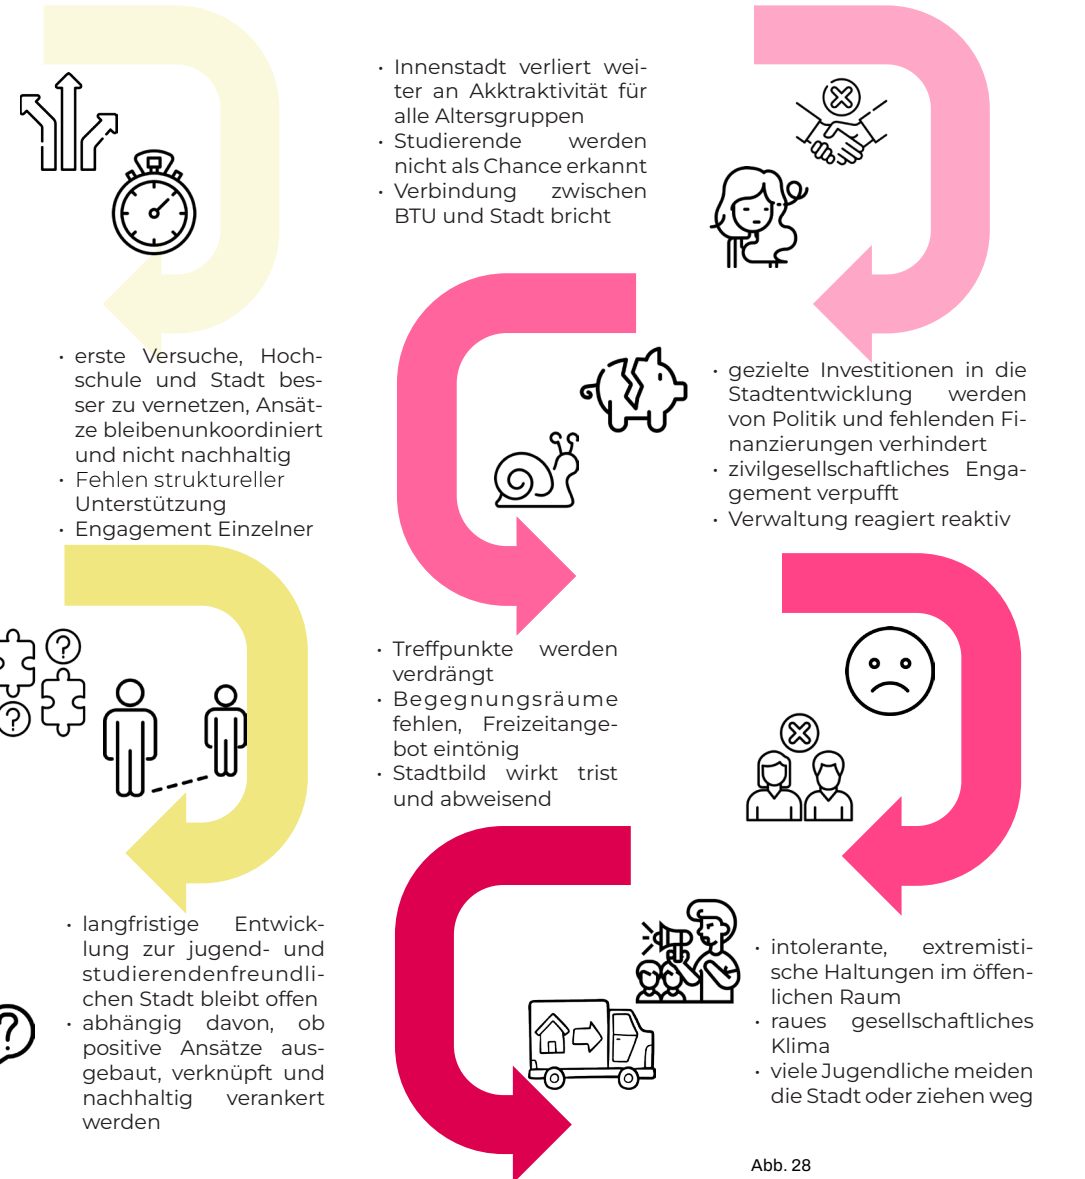 erste Versuche, Hoch-
schule und Stadt bes-
ser zu vernetzen, Ansät-
ze bleibenunkoordiniert
und nicht nachhaltig
· Fehlen struktureller
Unterstützung
· Engagement Einzelner
· langfristige Entwick-
lung zur jugend- und
studierendenfreundli-
chen Stadt bleibt offen
· abhängig davon, ob
positive Ansätze aus-
gebaut, verknüpft und
nachhaltig verankert
werden
· Innenstadt verliert wei-
ter an Akktraktivität für
alle Altersgruppen
· Studierende werden
nicht als Chance erkannt
· Verbindung zwischen
BTU und Stadt bricht
· gezielte Investitionen in die
Stadtentwicklung werden
von Politik und fehlenden Fi-
nanzierungen verhindert
· zivilgesellschaftliches Enga-
gement verpufft
· Verwaltung reagiert reaktiv
· Treffpunkte werden
verdrängt
· Begegnungsräume
fehlen, Freizeitange-
bot eintönig
· Stadtbild wirkt trist
und abweisend
· intolerante, extremisti-
sche Haltungen im öffen-
lichen Raum
· raues gesellschaftliches
Klima
· viele Jugendliche meiden
die Stadt oder ziehen weg
Abb. 28